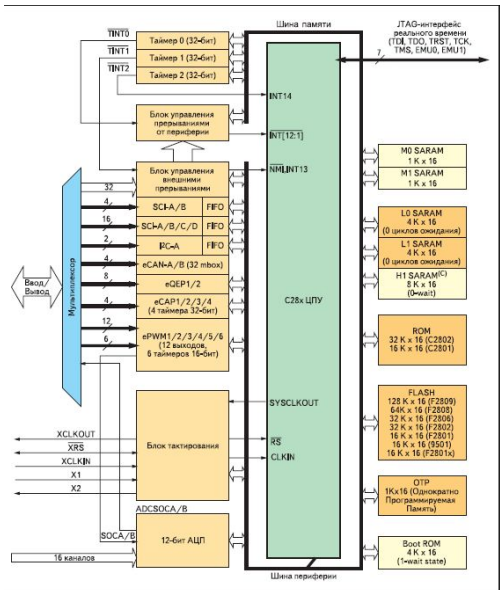 Шина памяти
JTAG-интерфейс
реального времени
(TDI, TDO, TRST, TCK,
TMS, EMU0, EMU1)
7
TINT0
Таймер 0 (32-бит)
TINT1
Таймер 1 (32-бит)
TINT2
Таймер 2 (32-бит)
INT14
Блок управления
прерываниями
от периферии
INT[12:1]
Блок управления
внешними
прерываниями
NMI,INT13
32
4
SCI-A/B
FIFO
16
SCI-A/B/C/D
FIFO
2
I2C-A
FIFO
4
eCAN-A/B (32 mbox)
8
eQEP1/2
4
eCAP1/2/3/4
(4 таймера 32-бит)
12
6
ePWM1/2/3/4/5/6
(12 выходов,
6 таймеров 16-бит)
Ввод/
Вывод
Мультиплексор
C28x ЦПУ
M0 SARAM
1 K x 16
M1 SARAM
1 K x 16
L0 SARAM
4 K x 16
(0 циклов ожидания)
L1 SARAM
4 K x 16
(0 циклов ожидания)
H1 SARAM(C)
8 K x 16
(0-wait)
ROM
32 K x 16 (C2802)
16 K x 16 (C2801)
FLASH
128 K x 16 (F2809)
64K x 16 (F2808)
32 K x 16 (F2806)
32 K x 16 (F2802)
16 K x 16 (F2801)
16 K x 16 (9501)
16 K x 16 (F2801x)
OTP
1Kx16 (Однократно
Программируемая
Память)
Boot ROM
4 K x 16
(1-wait state)
SYSCLKOUT
RS
CLKIN
XCLKOUT
XRS
XCLKIN
X1
X2
Блок тактирования
ADCSOCA/B
SOCA/B
12-бит АЦП
16 каналов
Шина периферии